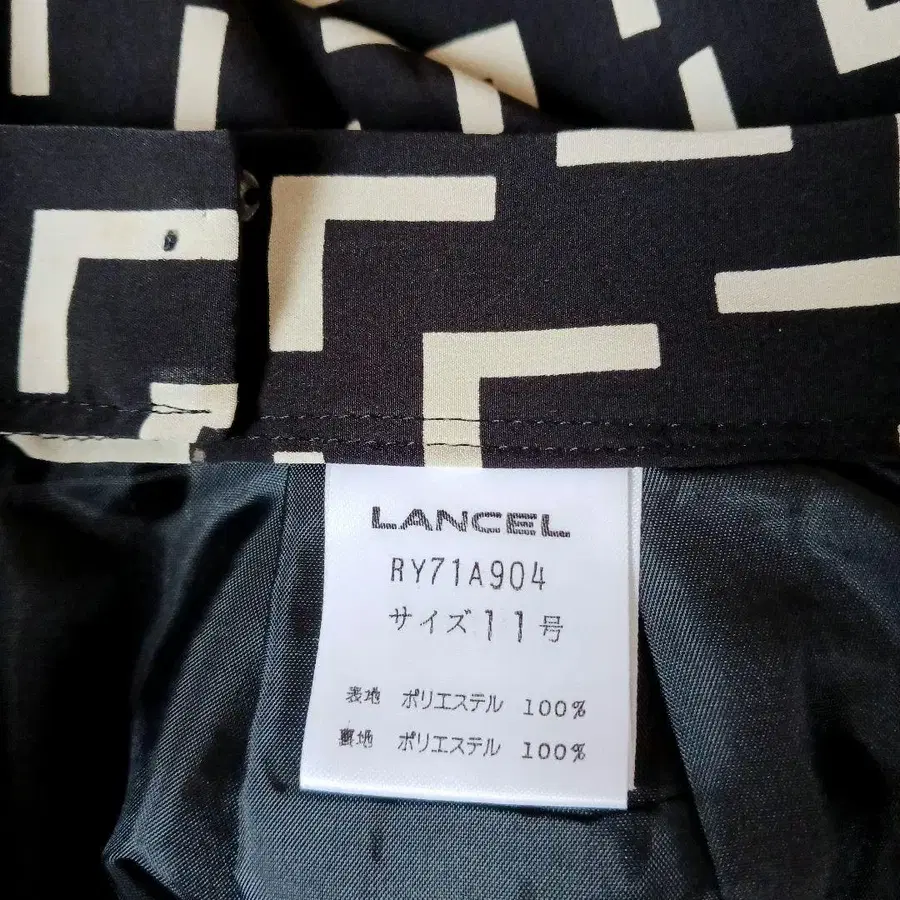 LANCEL
RY71A904
サイズ11号
表地 ポリエステル 100%
裏地 ポリエステル 100%